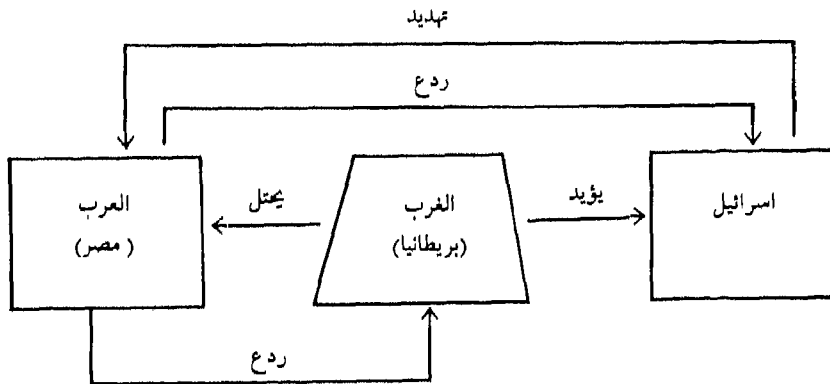 تهديد
ردع
العرب
(مصر)
يحتل
الغرب
(بريطانيا)
يؤيد
اسرائيل
ردع